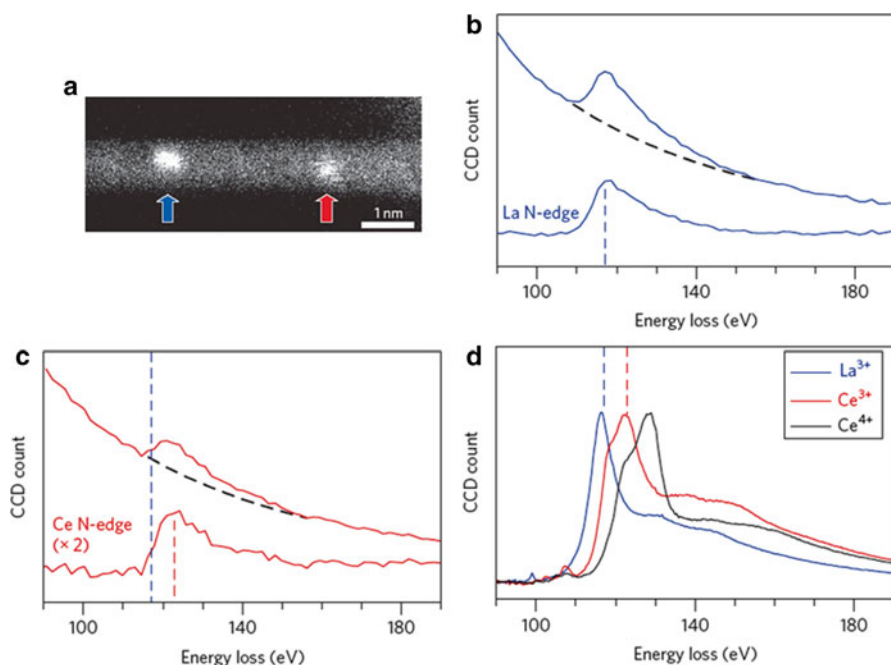 a
1 nm
b
CCD count
La N-edge
100 140 180
Energy loss (eV)
c
CCD count
Ce N-edge
(× 2)
100 140 180
Energy loss (eV)
d
CCD count
La3+
Ce3+
Ce4+
100 140 180
Energy loss (eV)